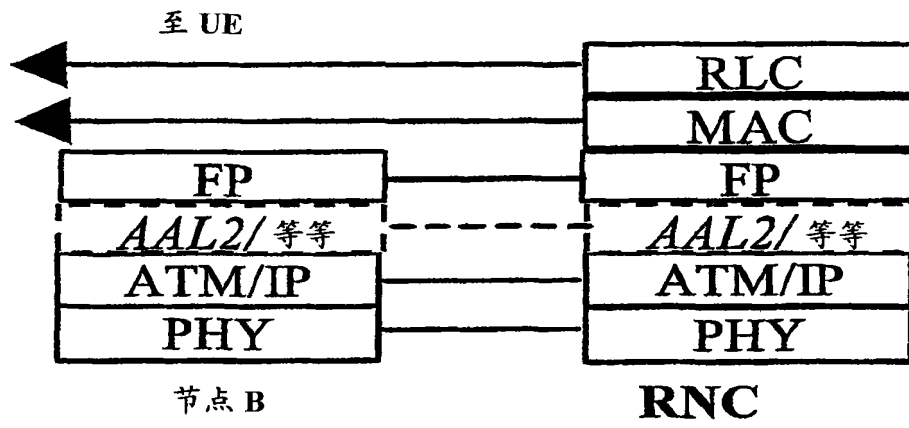 至 UE
RLC
MAC
FP
FP
AAL2/等等
AAL2/等等
ATM/IP
ATM/IP
PHY
PHY
节点 B
RNC